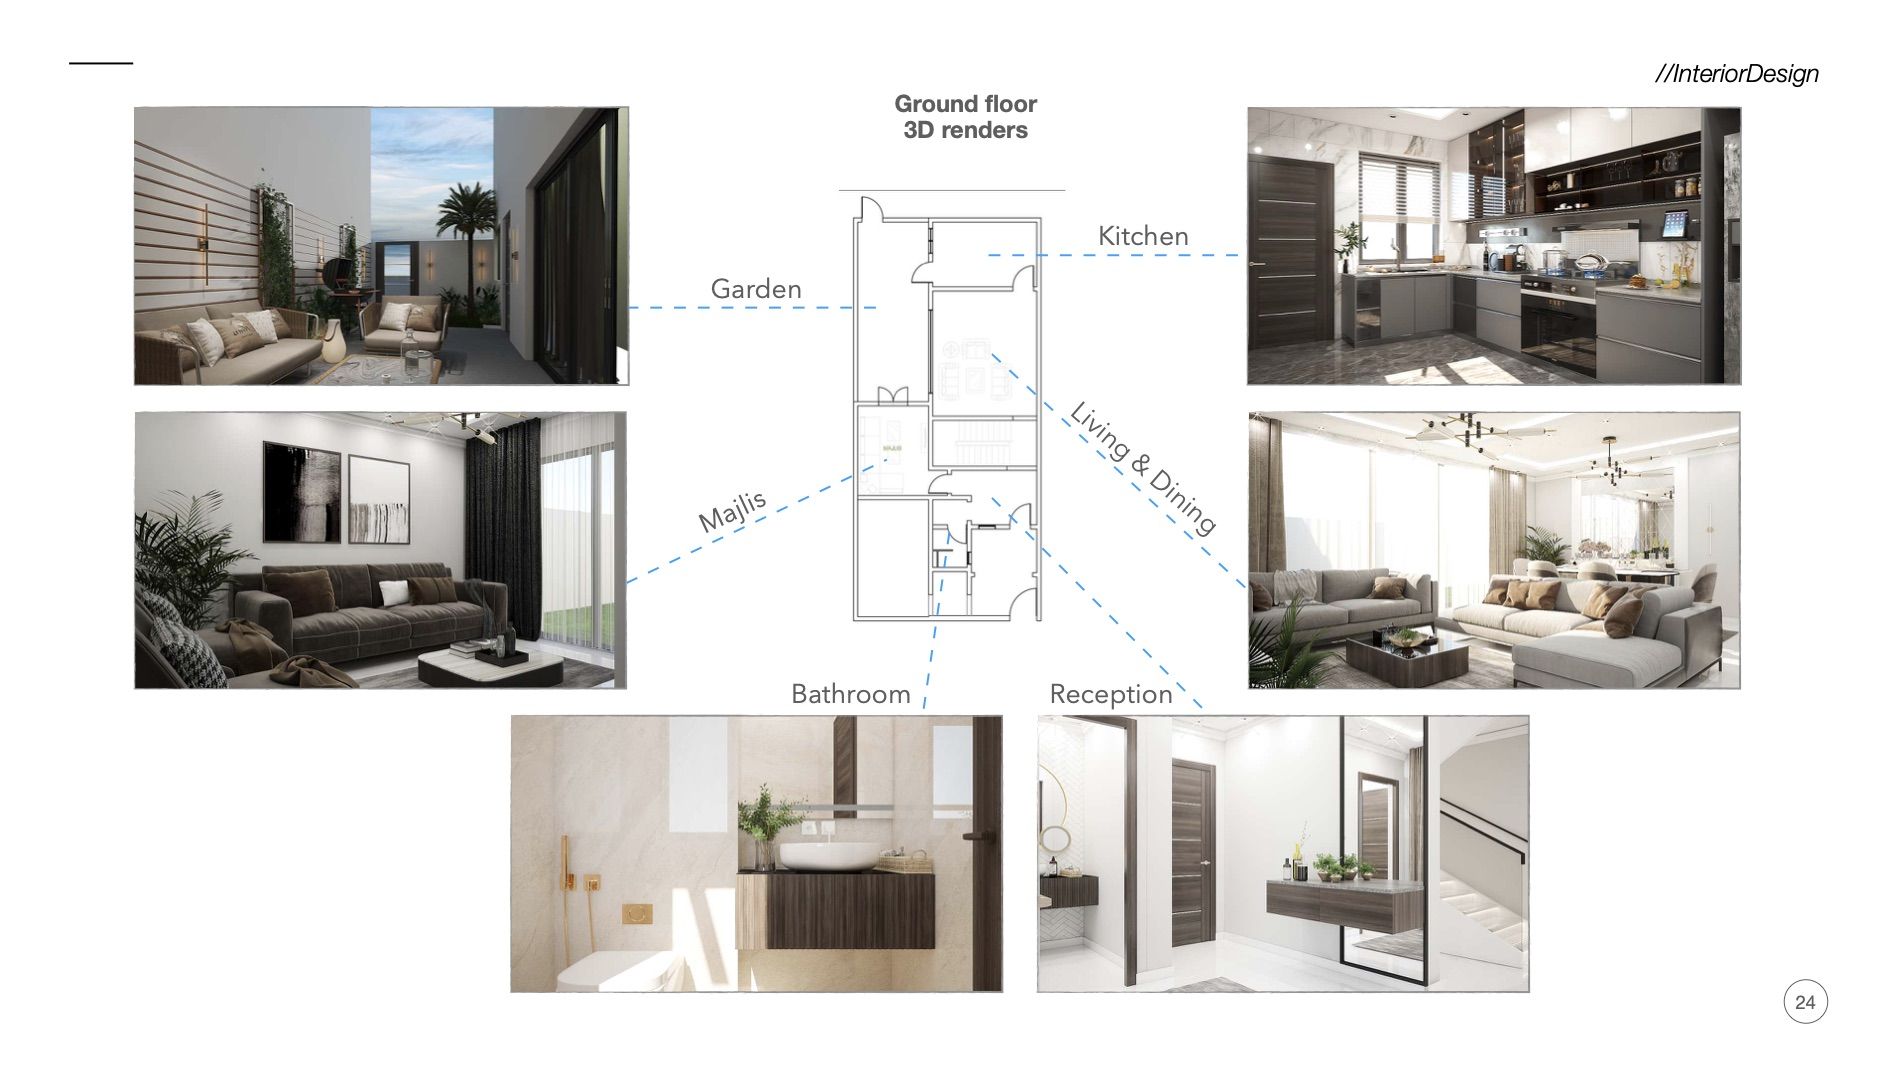 //InteriorDesign
Ground floor
3D renders
Kitchen
Garden
Living & Dining
Majlis
Bathroom
Reception
24